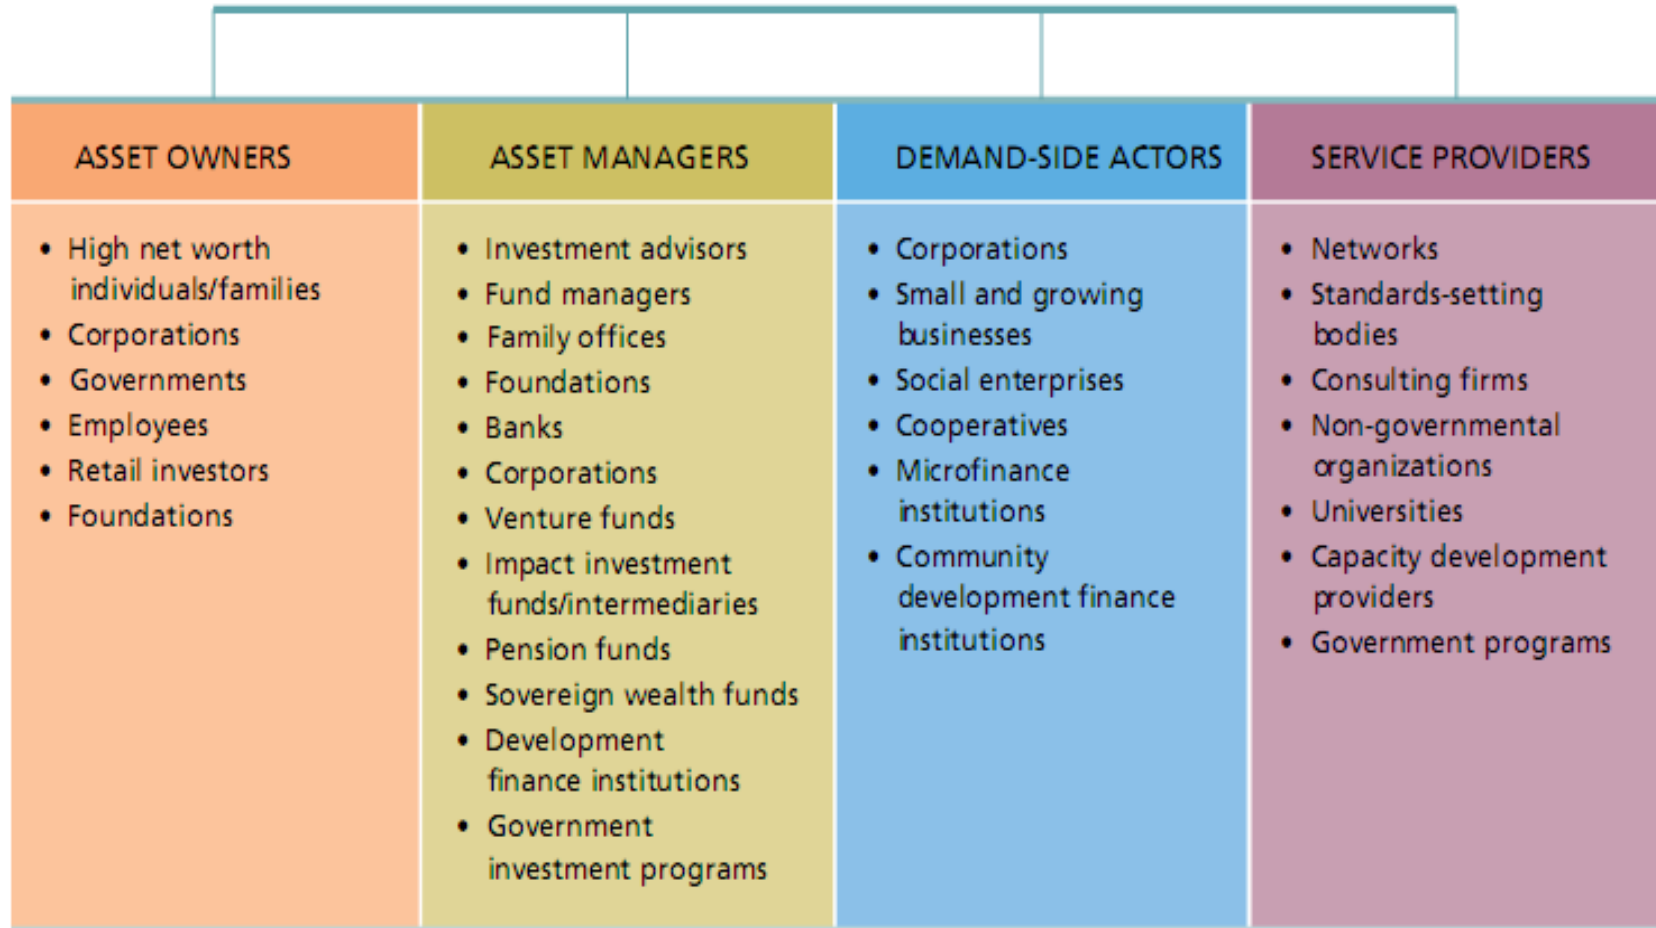 ASSET OWNERS
• High net worth
individuals/families
• Corporations
• Governments
• Employees
• Retail investors
• Foundations
ASSET MANAGERS
• Investment advisors
• Fund managers
• Family offices
• Foundations
• Banks
• Corporations
• Venture funds
• Impact investment
funds/intermediaries
• Pension funds
• Sovereign wealth funds
• Development
finance institutions
• Government
investment programs
DEMAND-SIDE ACTORS
• Corporations
• Small and growing
businesses
• Social enterprises
• Cooperatives
• Microfinance
institutions
• Community
development finance
institutions
SERVICE PROVIDERS
• Networks
• Standards-setting
bodies
• Consulting firms
• Non-governmental
organizations
• Universities
• Capacity development
providers
• Government programs